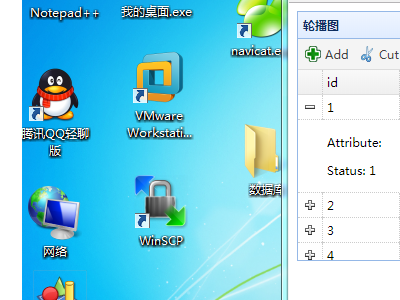 Notepad++
我的桌面.exe
navicat.e
腾讯QQ轻聊
版
VMware
Workstati...
数据库
网络
WinSCP
轮播图
Add
Cut
id
1
Attribute:
Status: 1
2
3
4